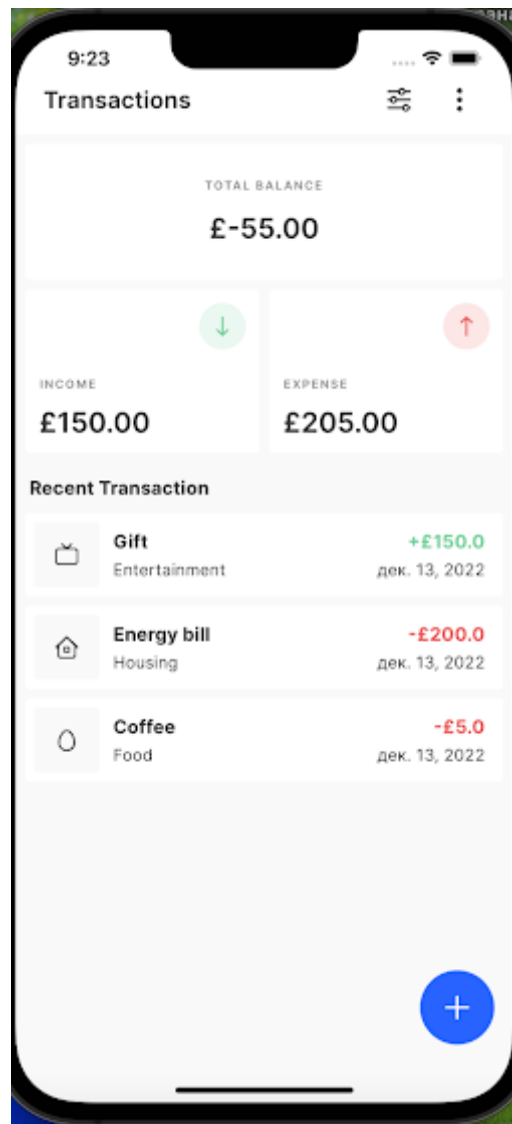 9:23
Transactions
TOTAL BALANCE
£-55.00
INCOME
£150.00
EXPENSE
£205.00
Recent Transaction
Gift
+£150.0
Entertainment
дек. 13, 2022
Energy bill
-£200.0
Housing
дек. 13, 2022
Coffee
-£5.0
Food
дек. 13, 2022